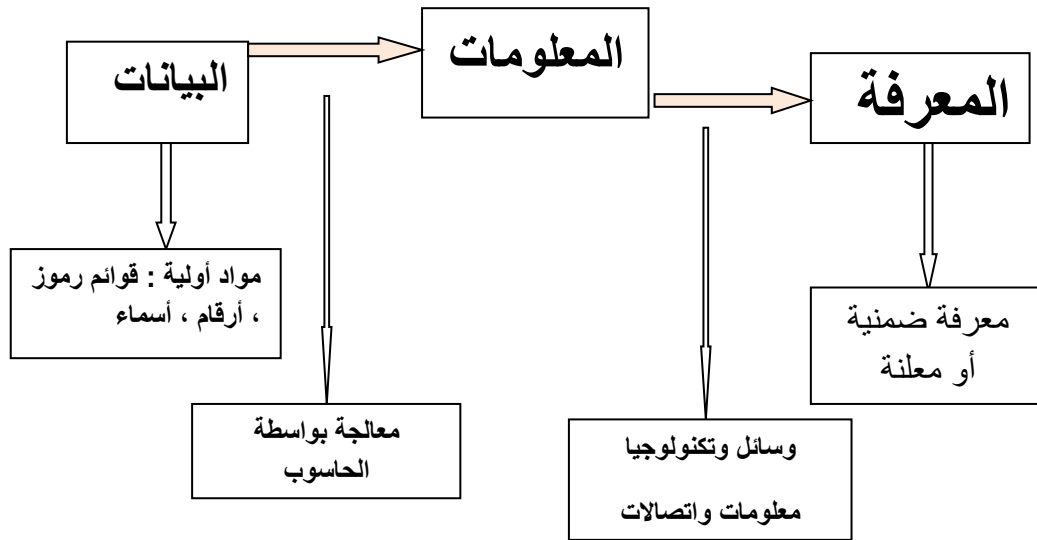 البيانات
المعلومات
المعرفة
مواد أولية : قوائم رموز
، أرقام ، أسماء
معالجة بواسطة
الحاسوب
وسائل وتكنولوجيا
معلومات واتصالات
معرفة ضمنية
أو معلنة